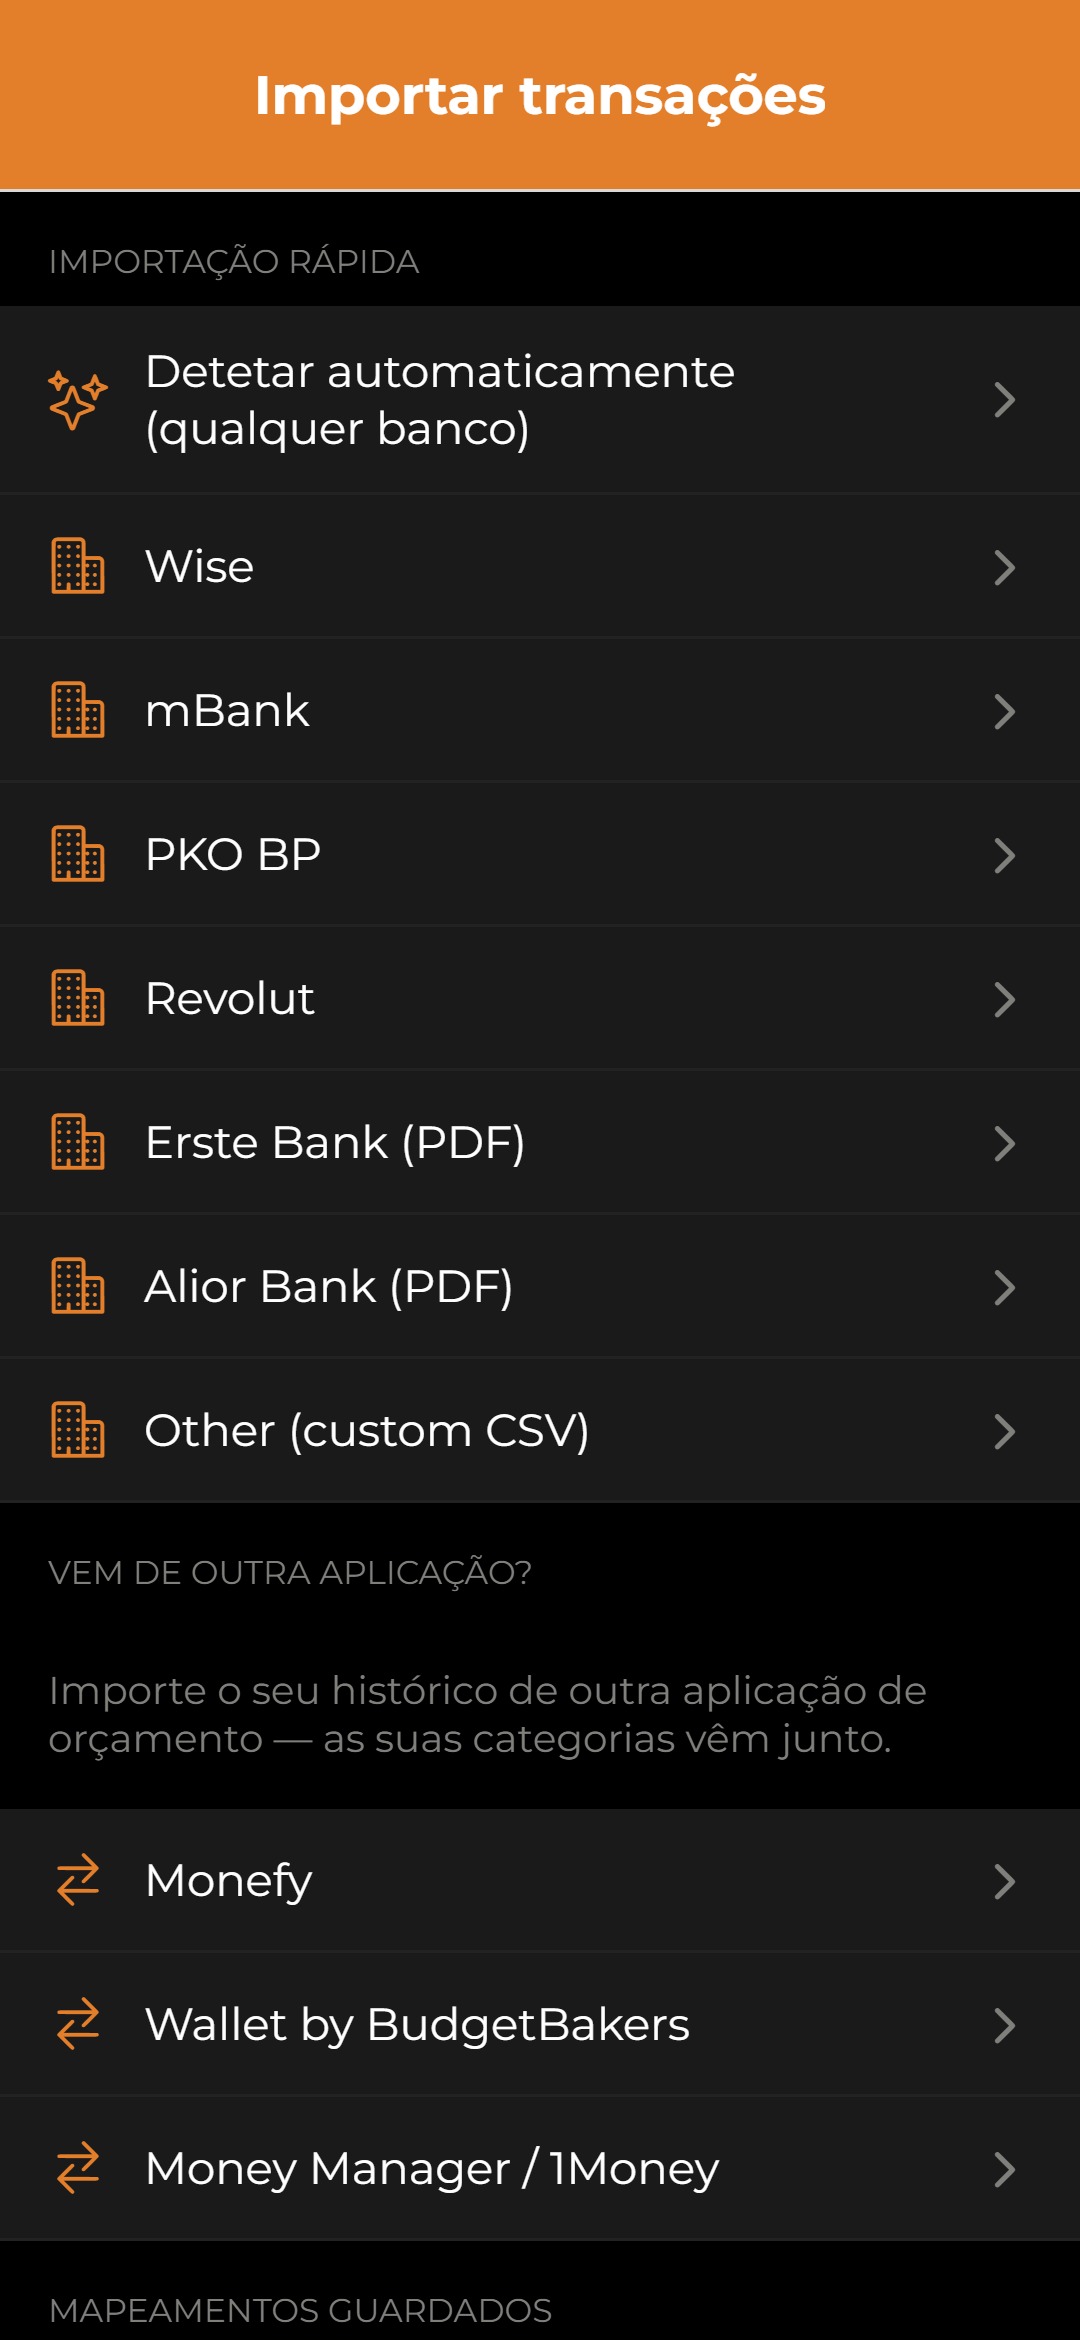 Importar transações
IMPORTAÇÃO RÁPIDA
Detetar automaticamente
(qualquer banco)
Wise
mBank
PKO BP
Revolut
Erste Bank (PDF)
Alior Bank (PDF)
Other (custom CSV)
VEM DE OUTRA APLICAÇÃO?
Importe o seu histórico de outra aplicação de
orçamento — as suas categorias vêm junto.
Monefy
Wallet by BudgetBakers
Money Manager / 1Money
MAPEAMENTOS GUARDADOS